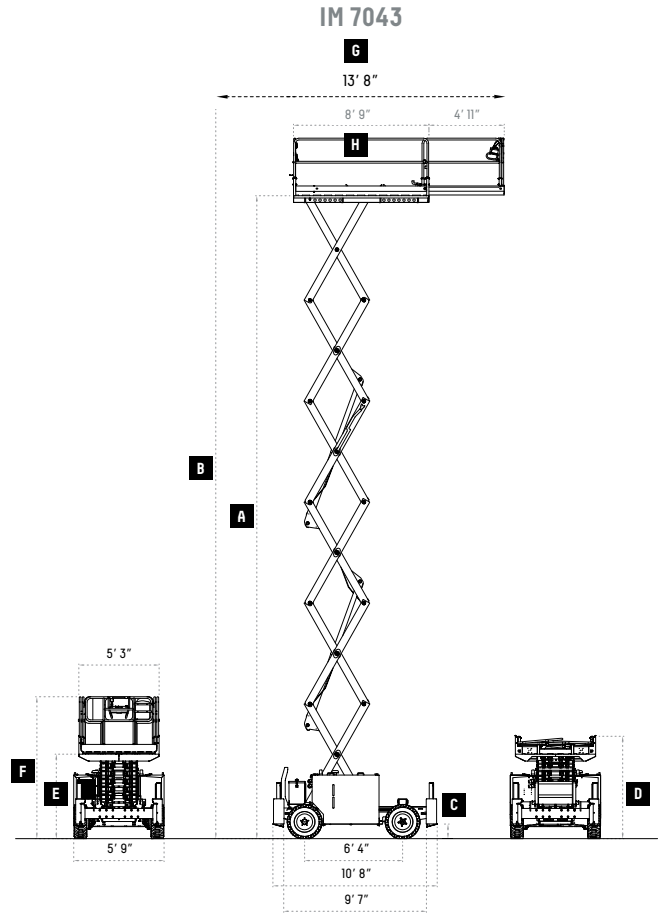 IM 7043
G
13' 8"
8' 9"
4' 11"
H
B
A
5' 3"
F
E
C
D
5' 9"
6' 4"
10' 8"
9' 7"